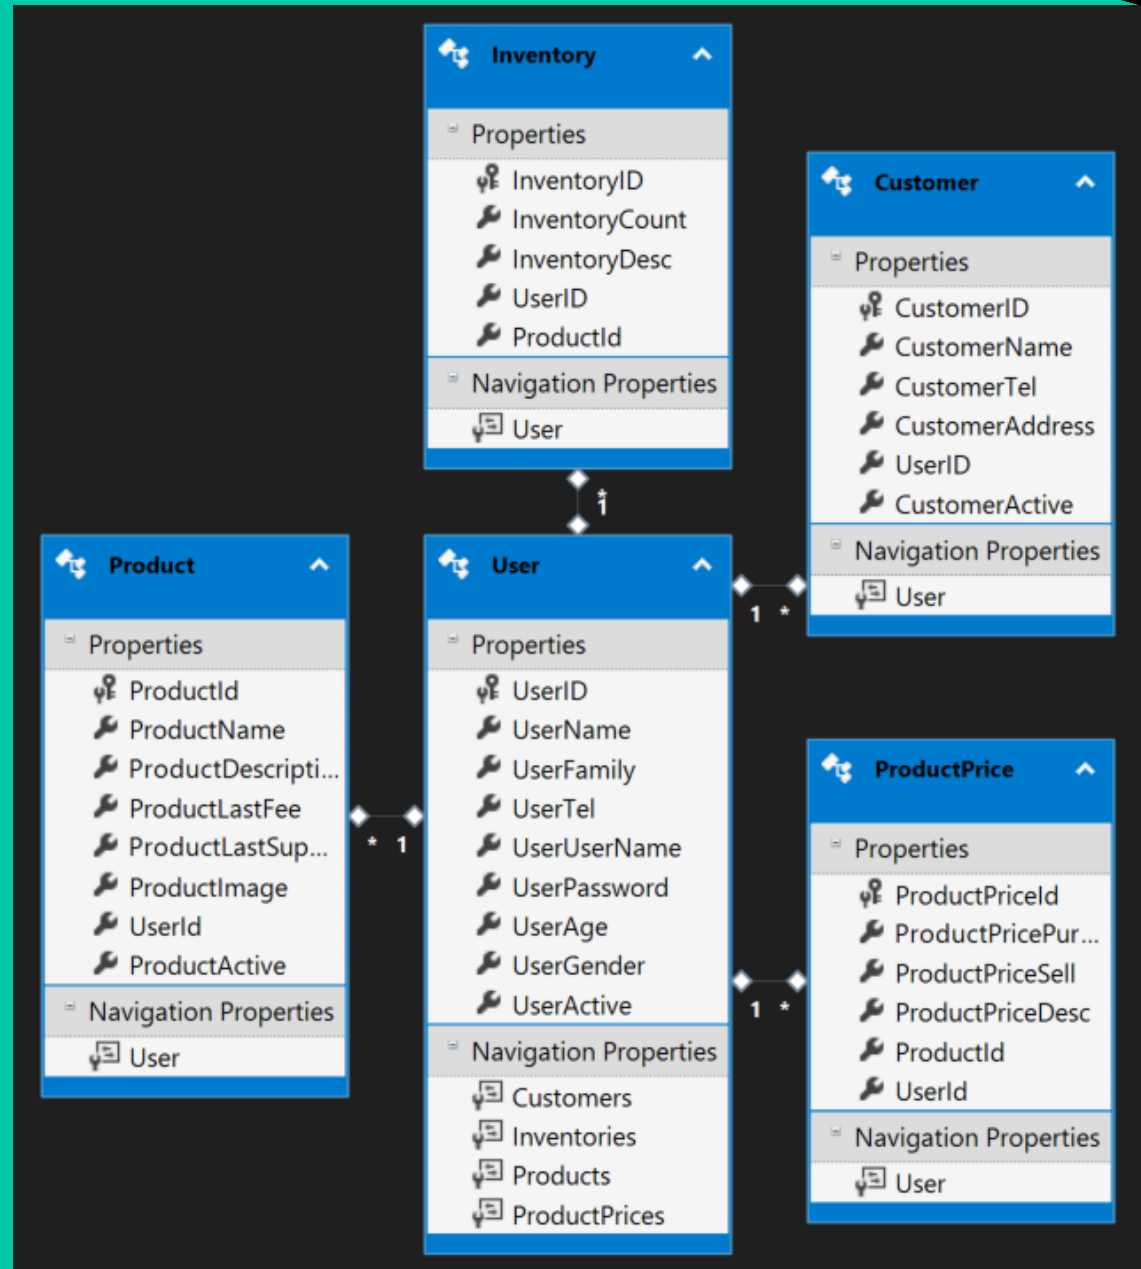 Inventory
Properties
InventoryID
InventoryCount
InventoryDesc
UserID
ProductId
Navigation Properties
User
*
1
Customer
Properties
CustomerID
CustomerName
CustomerTel
CustomerAddress
UserID
CustomerActive
Navigation Properties
User
1 *
Product
Properties
ProductId
ProductName
ProductDescripti...
ProductLastFee
ProductLastSup...
ProductImage
UserId
ProductActive
Navigation Properties
User
* 1
User
Properties
UserID
UserName
UserFamily
UserTel
UserUserName
UserPassword
UserAge
UserGender
UserActive
Navigation Properties
Customers
Inventories
Products
ProductPrices
1 *
ProductPrice
Properties
ProductPriceId
ProductPricePur...
ProductPriceSell
ProductPriceDesc
ProductId
UserId
Navigation Properties
User